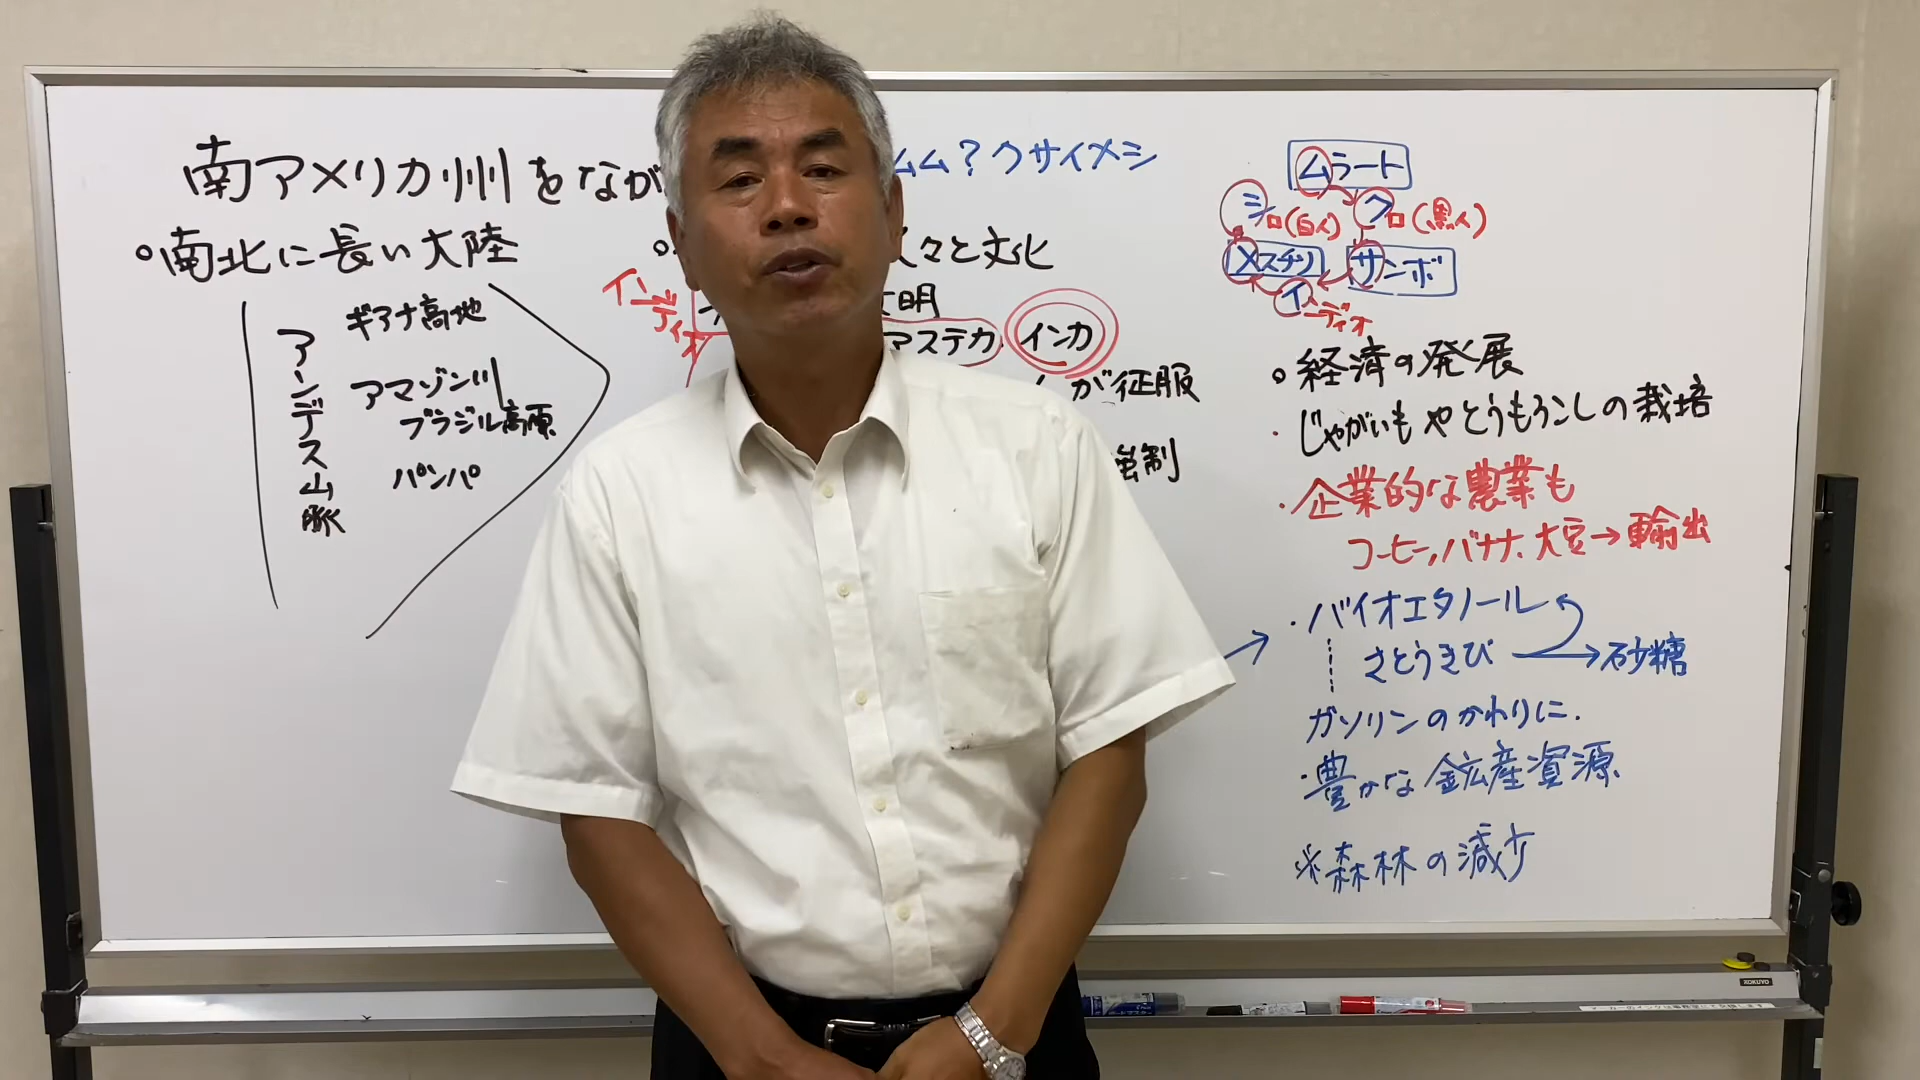 南アメリカ州をなが
ムム?クサイメシ
南北に長い大陸
ギアナ高地
アンデス山脈
アマゾン川
ブラジル高原
パンパ
々と文化
インディオ
文明
アステカ インカ
が征服
強制
ムラート
シロ(白人) クロ(黒人)
メスチソ サンボ
インディオ
経済の発展
・じゃがいもやとうもろこしの栽培
・企業的な農業も
コーヒー,バナナ、大豆→輸出
・バイオエタノール
さとうきび→砂糖
ガソリンのかわりに.
・豊かな鉱産資源
※森林の減少
KOKUYO